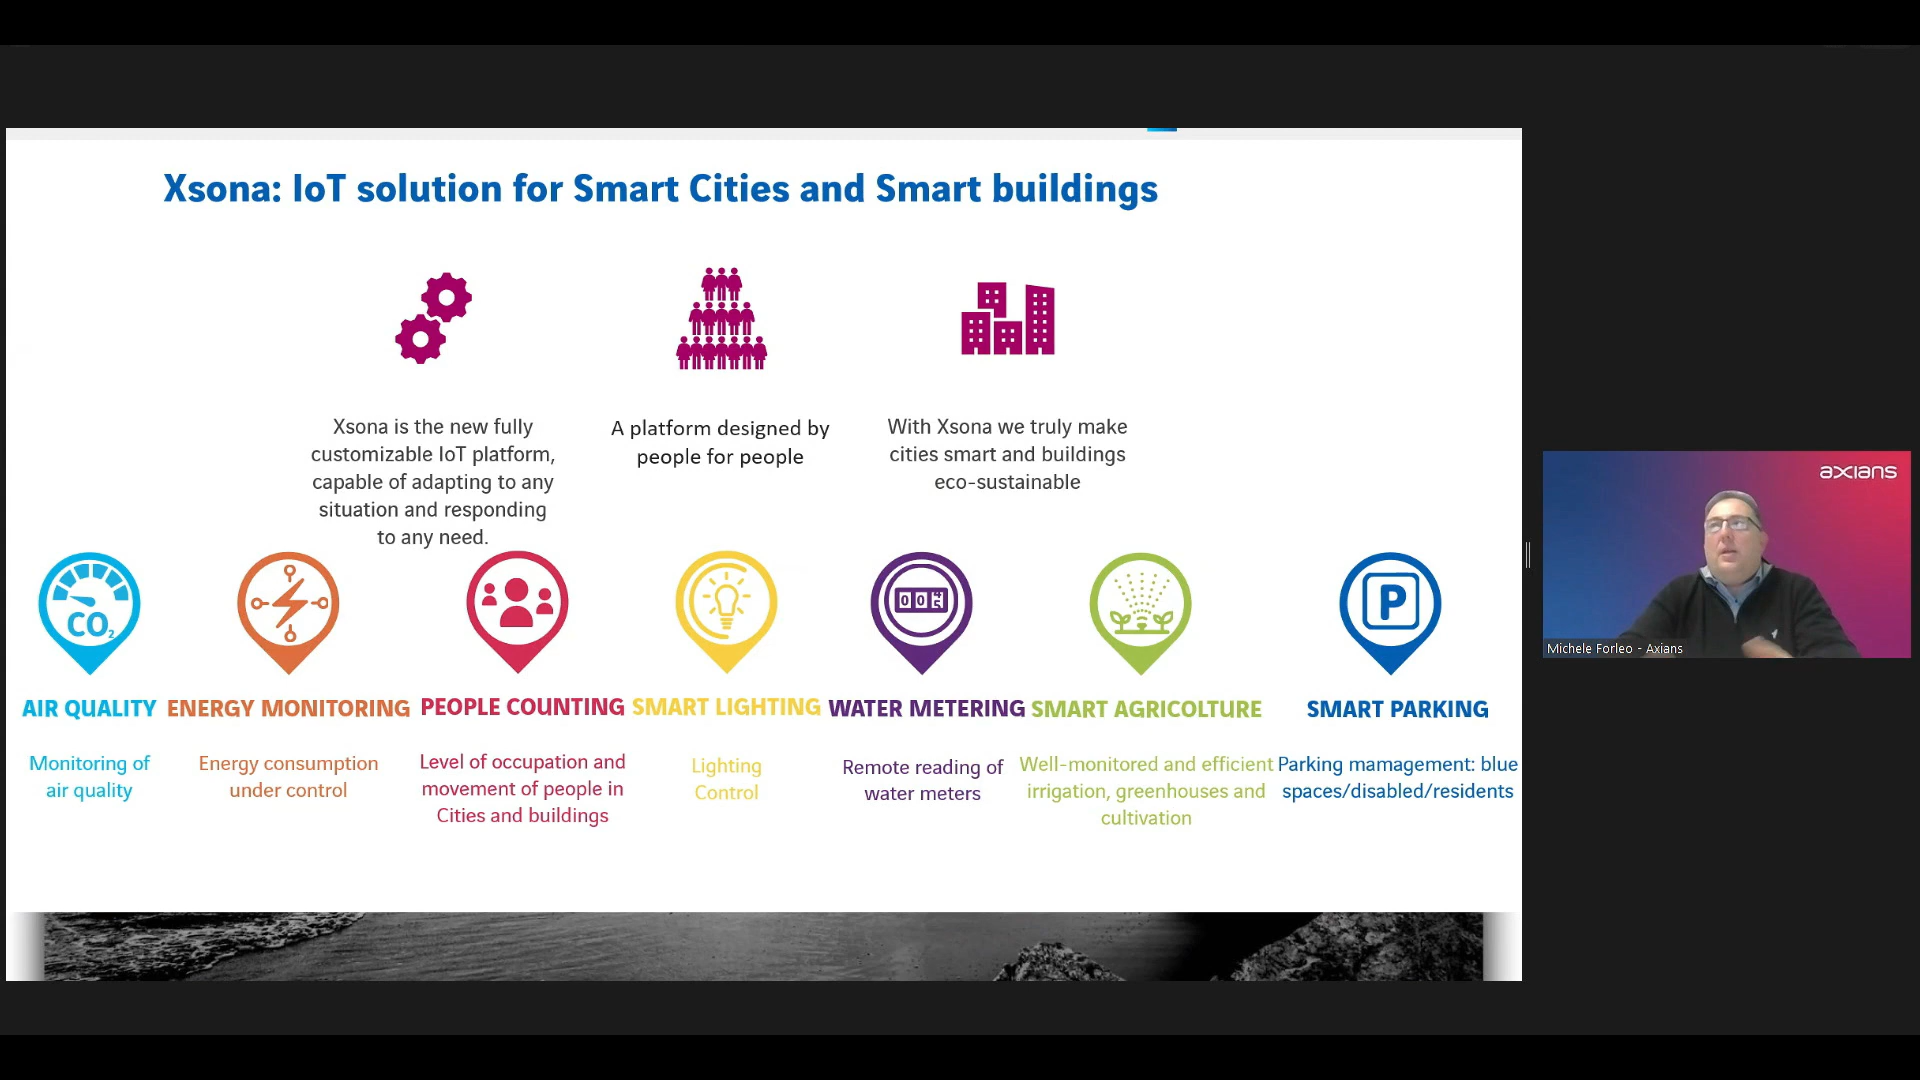 Xsona: IoT solution for Smart Cities and Smart buildings
Xsona is the new fully
customizable IoT platform,
capable of adapting to any
situation and responding
to any need.
A platform designed by
people for people
With Xsona we truly make
cities smart and buildings
eco-sustainable
CO2
P
AIR QUALITY
ENERGY MONITORING
PEOPLE COUNTING
SMART LIGHTING
WATER METERING
SMART AGRICOLTURE
SMART PARKING
Monitoring of
air quality
Energy consumption
under control
Level of occupation and
movement of people in
Cities and buildings
Lighting
Control
Remote reading of
water meters
Well-monitored and efficient
irrigation, greenhouses and
cultivation
Parking mamagement: blue
spaces/disabled/residents
axians
Michele Forleo - Axians